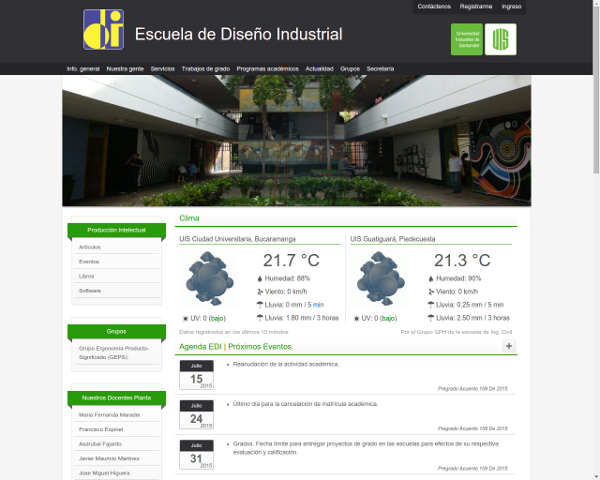 Contáctenos Registrarme Ingreso
di Escuela de Diseño Industrial
Universidad Industrial de Santander UIS
Info. general Nuestra gente Servicios Trabajos de grado Programas académicos Actualidad Grupos Secretaría
Producción Intelectual
Artículos
Eventos
Libros
Software
Grupos
Grupo Ergonomía Producto-
Significado (GEPS).
Nuestros Docentes Planta
María Fernanda Maradei
Francisco Espinel
Asdrubal Fajardo
Javier Mauricio Martínez
Jose Miguel Higuera
Clima
UIS Ciudad Universitaria, Bucaramanga
21.7 °C
Humedad: 88%
Viento: 0 km/h
Lluvia: 0 mm / 5 min
Lluvia: 1.80 mm / 3 horas
UV: 0 (bajo)
UIS Guatiguará, Piedecuesta
21.3 °C
Humedad: 90%
Viento: 0 km/h
Lluvia: 0.25 mm / 5 min
Lluvia: 2.50 mm / 3 horas
UV: 0 (bajo)
Datos registrados en los últimos 15 minutos
Por el Grupo GPH de la escuela de Ing. Civil
Agenda EDI | Próximos Eventos +
Julio
15
2015
Reanudación de la actividad académica.
Pregrado Acuerdo 109 De 2015
Julio
24
2015
Último día para la cancelación de matrícula académica.
Pregrado Acuerdo 109 De 2015
Julio
31
2015
Grados. Fecha límite para entregar proyectos de grado en las escuelas para efectos de su respectiva
evaluación y calificación.
Pregrado Acuerdo 109 De 2015